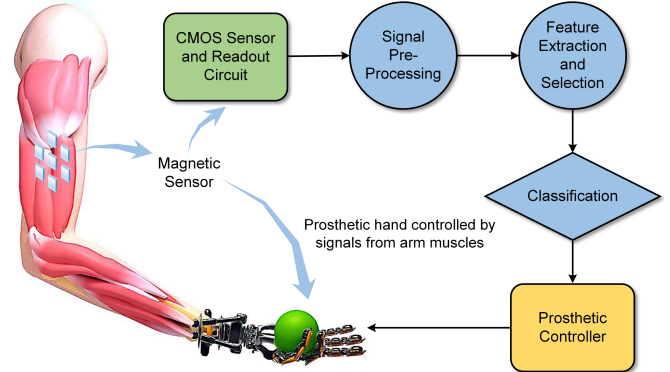 CMOS Sensor
and Readout
Circuit
Signal
Pre-
Processing
Feature
Extraction
and
Selection
Magnetic
Sensor
Classification
Prosthetic hand controlled by
signals from arm muscles
Prosthetic
Controller